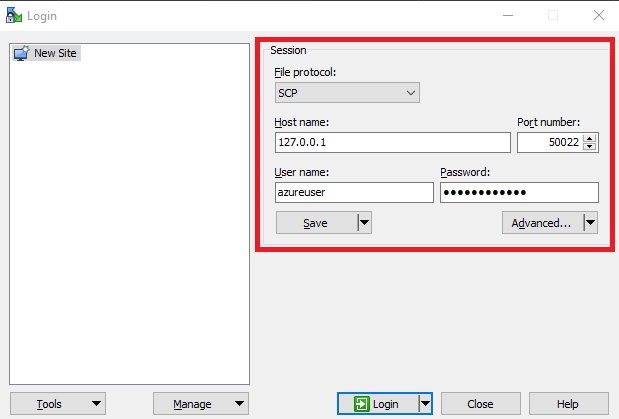 Login
New Site
Session
File protocol:
SCP
Host name:
Port number:
127.0.0.1
50022
User name:
Password:
azureuser
●●●●●●●●●●●●
Save
Advanced...
Tools
Manage
Login
Close
Help